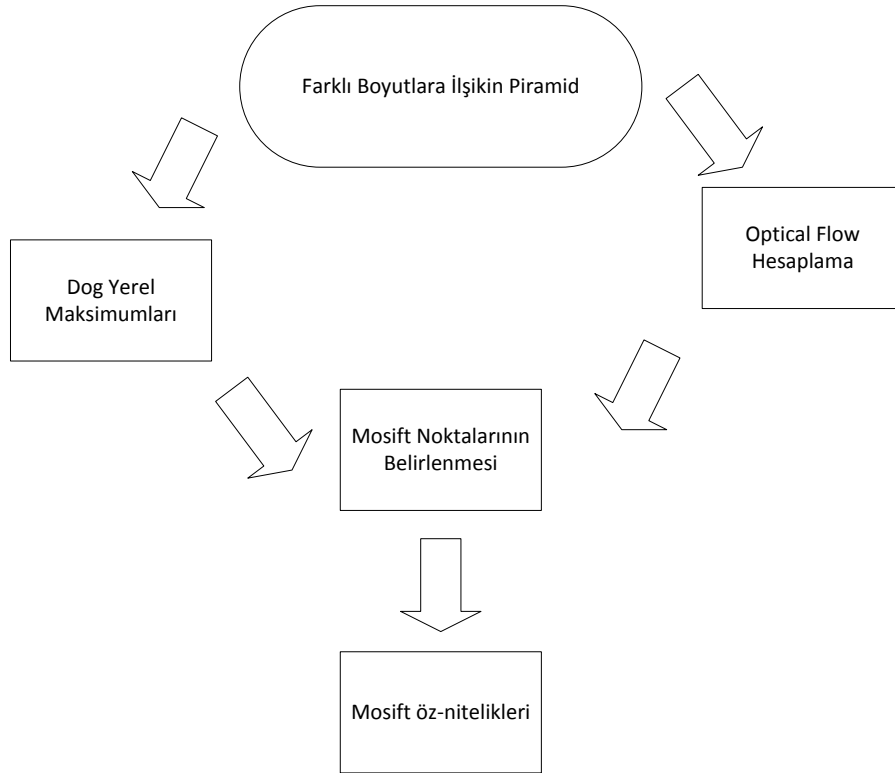 Farklı Boyutlara İlşikin Piramid
Dog Yerel
Maksimumları
Optical Flow
Hesaplama
Mosift Noktalarının
Belirlenmesi
Mosift öz-nitelikleri